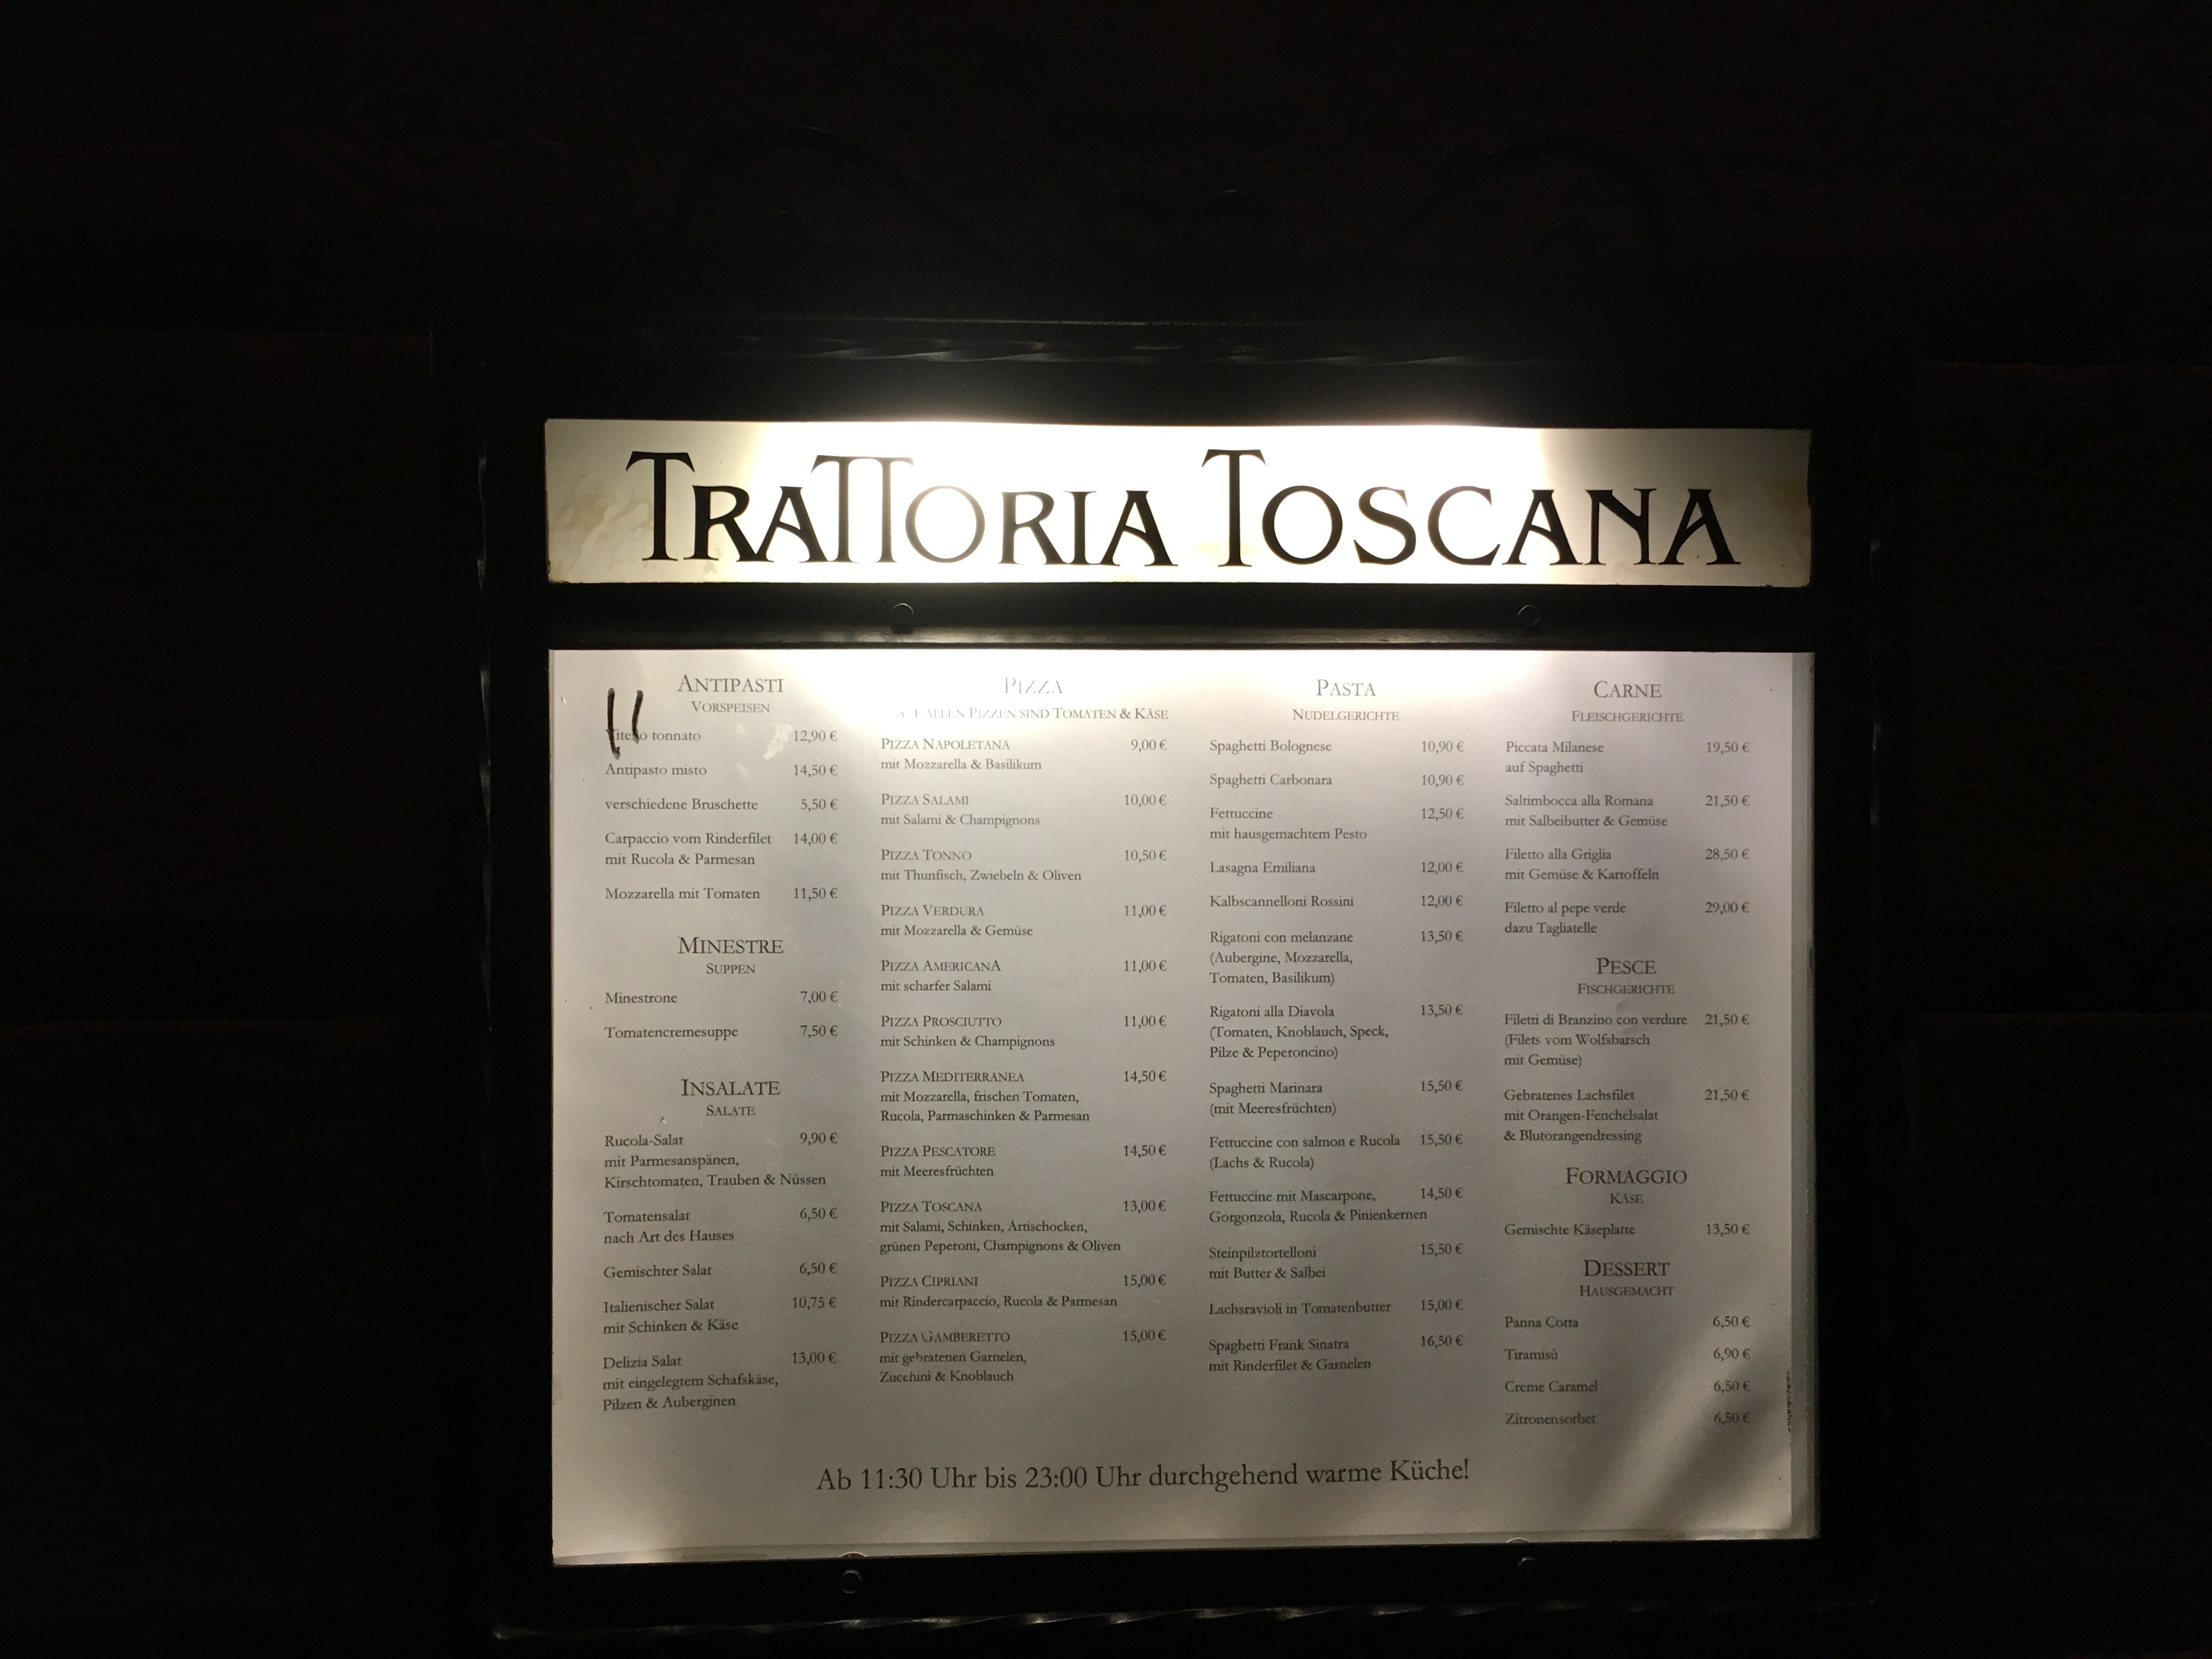 TRATTORIA TOSCANA
ANTIPASTI
VORSPEISEN
tonnato 12,90 €
Antipasto misto 14,50 €
verschiedene Bruschette 5,50 €
Carpaccio vom Rinderfilet 14,00 €
mit Rucola & Parmesan
Mozzarella mit Tomaten 11,50 €
MINESTRE
SUPPEN
Minestrone 7,00 €
Tomatencremesuppe 7,50 €
INSALATE
SALATE
Rucola-Salat 9,90 €
mit Parmesanspänen,
Kirschtomaten, Trauben & Nüssen
Tomatensalat 6,50 €
nach Art des Hauses
Gemischter Salat 6,50 €
Italienischer Salat 10,75 €
mit Schinken & Käse
Delizia Salat 13,00 €
mit eingelegtem Schafskäse,
Pilzen & Auberginen
PIZZA
ALLEN PIZZEN SIND TOMATEN & KÄSE
PIZZA NAPOLETANA 9,00 €
mit Mozzarella & Basilikum
PIZZA SALAMI 10,00 €
mit Salami & Champignons
PIZZA TONNO 10,50 €
mit Thunfisch, Zwiebeln & Oliven
PIZZA VERDURA 11,00 €
mit Mozzarella & Gemüse
PIZZA AMERICANA 11,00 €
mit scharfer Salami
PIZZA PROSCIUTTO 11,00 €
mit Schinken & Champignons
PIZZA MEDITERRANEA 14,50 €
mit Mozzarella, frischen Tomaten,
Rucola, Parmaschinken & Parmesan
PIZZA PESCATORE 14,50 €
mit Meeresfrüchten
PIZZA TOSCANA 13,00 €
mit Salami, Schinken, Artischocken,
grünen Peperoni, Champignons & Oliven
PIZZA CIPRIANI 15,00 €
mit Rindercarpaccio, Rucola & Parmesan
PIZZA GAMBERETTO 15,00 €
mit gebratenen Garnelen,
Zucchini & Knoblauch
PASTA
NUDELGERICHTE
Spaghetti Bolognese 10,90 €
Spaghetti Carbonara 10,90 €
Fettuccine 12,50 €
mit hausgemachtem Pesto
Lasagna Emiliana 12,00 €
Kalbscannelloni Rossini 12,00 €
Rigatoni con melanzane 13,50 €
(Aubergine, Mozzarella,
Tomaten, Basilikum)
Rigatoni alla Diavola 13,50 €
(Tomaten, Knoblauch, Speck,
Pilze & Peperoncino)
Spaghetti Marinara 15,50 €
(mit Meeresfrüchten)
Fettuccine con salmon e Rucola 15,50 €
(Lachs & Rucola)
Fettuccine mit Mascarpone, 14,50 €
Gorgonzola, Rucola & Pinienkernen
Steinpilztortelloni 15,50 €
mit Butter & Salbei
Lachsravioli in Tomatenbutter 15,00 €
Spaghetti Frank Sinatra 16,50 €
mit Rinderfilet & Garnelen
CARNE
FLEISCHGERICHTE
Piccata Milanese 19,50 €
auf Spaghetti
Saltimbocca alla Romana 21,50 €
mit Salbeibutter & Gemüse
Filetto alla Griglia 28,50 €
mit Gemüse & Kartoffeln
Filetto al pepe verde 29,00 €
dazu Tagliatelle
PESCE
FISCHGERICHTE
Filetti di Branzino con verdure 21,50 €
(Filets vom Wolfsbarsch
mit Gemüse)
Gebratenes Lachsfilet 21,50 €
mit Orangen-Fenchelsalat
& Blutorangendressing
FORMAGGIO
KÄSE
Gemischte Käseplatte 13,50 €
DESSERT
HAUSGEMACHT
Panna Cotta 6,50 €
Tiramisù 6,90 €
Creme Caramel 6,50 €
Zitronensorbet 6,50 €
Ab 11:30 Uhr bis 23:00 Uhr durchgehend warme Küche!